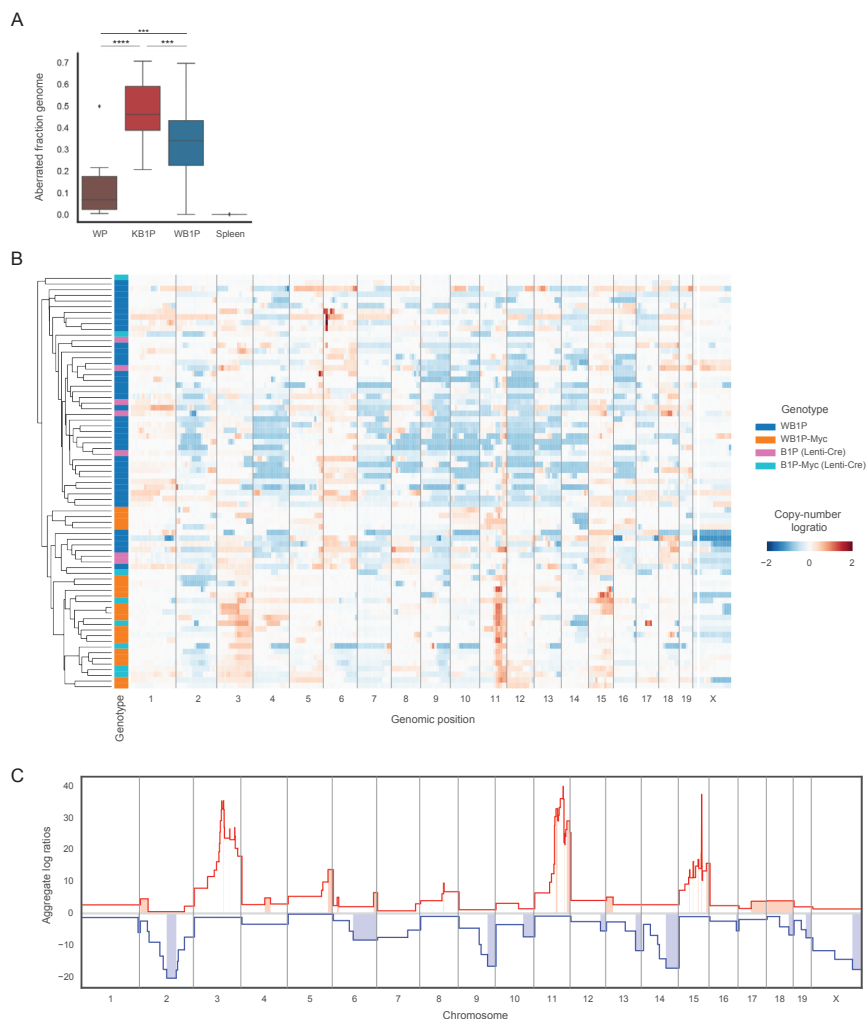 A
***
**** ***
Aberrated fraction genome
0.7
0.6
0.5
0.4
0.3
0.2
0.1
0.0
WP KB1P WB1P Spleen
B
Genotype
WB1P
WB1P-Myc
B1P (Lenti-Cre)
B1P-Myc (Lenti-Cre)
Copy-number
logratio
−2 0 2
Genotype
1 2 3 4 5 6 7 8 9 10 11 12 13 14 15 16 17 18 19 X
Genomic position
C
Aggregate log ratios
40
30
20
10
0
−10
−20
1 2 3 4 5 6 7 8 9 10 11 12 13 14 15 16 17 18 19 X
Chromosome